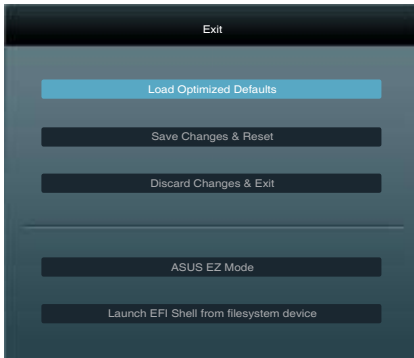 Exit
Load Optimized Defaults
Save Changes & Reset
Discard Changes & Exit
ASUS EZ Mode
Launch EFI Shell from filesystem device